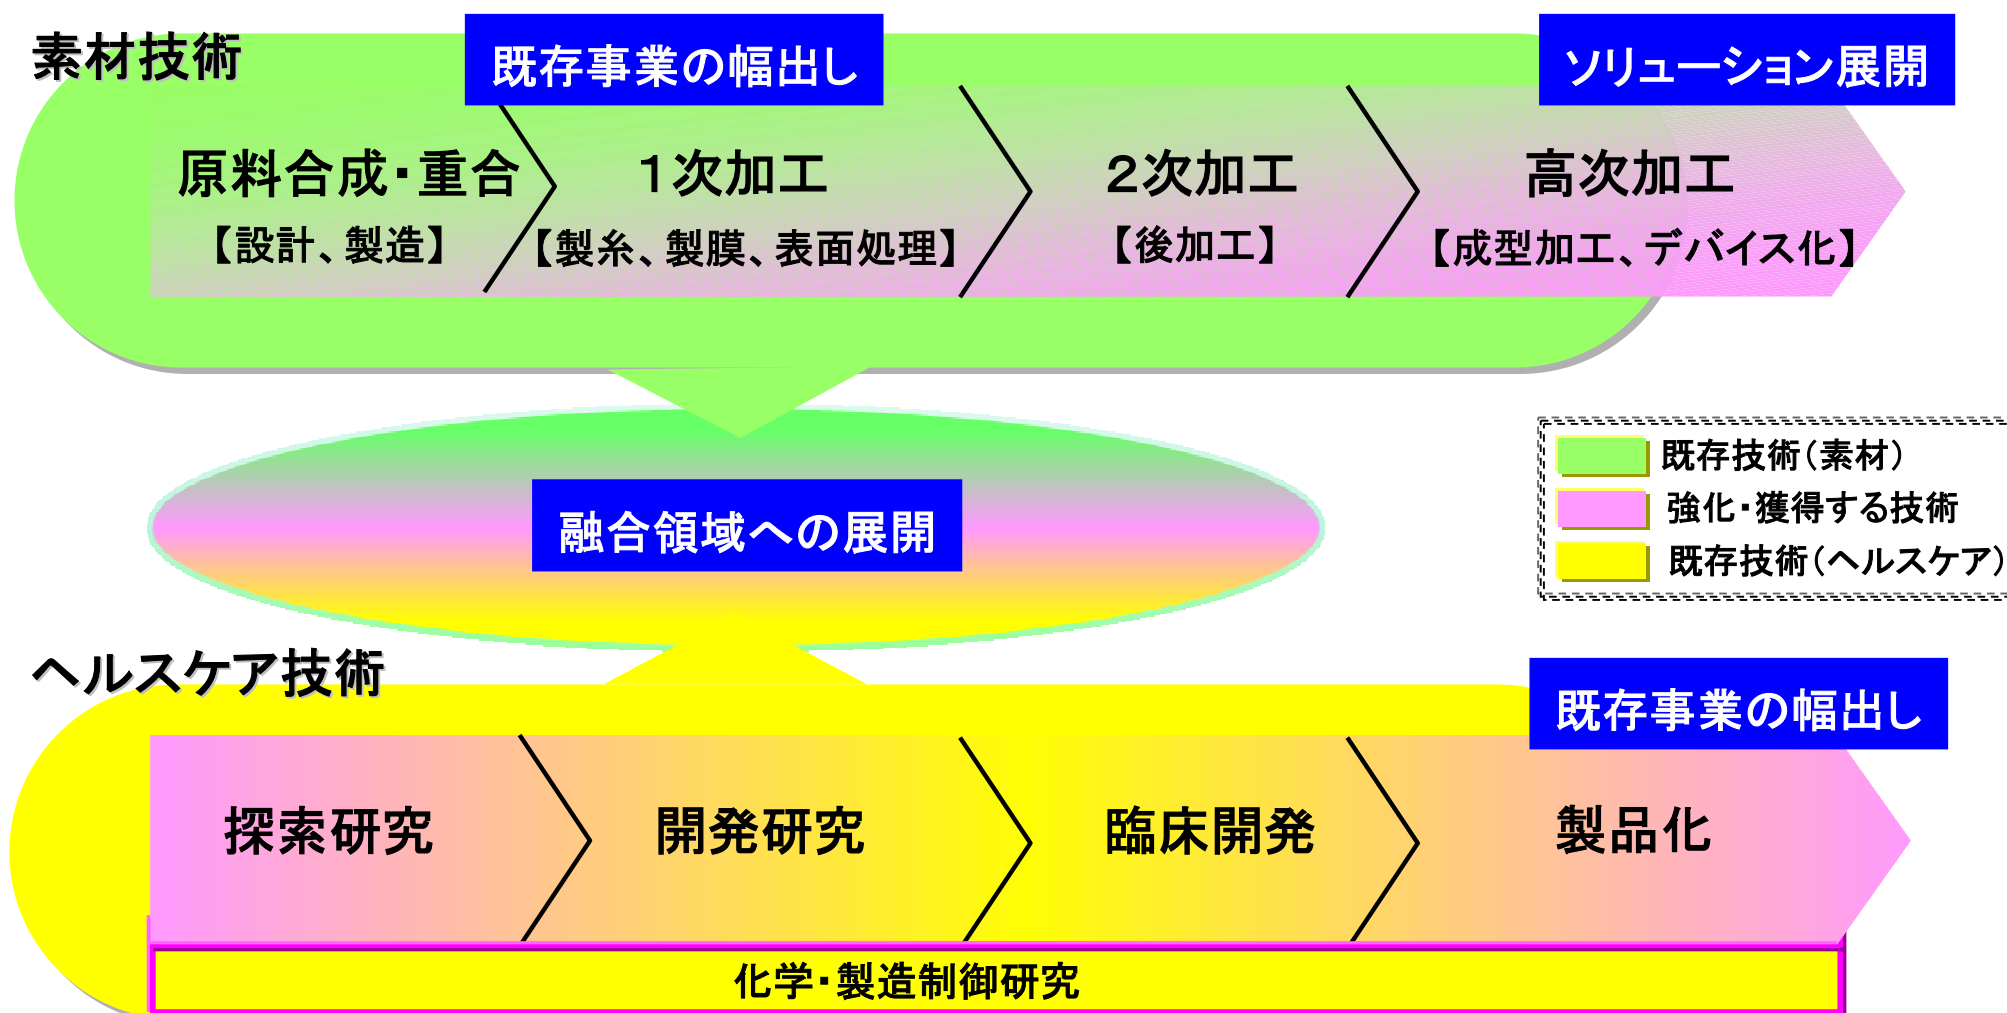 素材技術
既存事業の幅出し
ソリューション展開
原料合成・重合
１次加工
２次加工
高次加工
【設計、製造】
【製糸、製膜、表面処理】
【後加工】
【成型加工、デバイス化】
既存技術（素材）
強化・獲得する技術
既存技術（ヘルスケア）
融合領域への展開
ヘルスケア技術
既存事業の幅出し
探索研究
開発研究
臨床開発
製品化
化学・製造制御研究